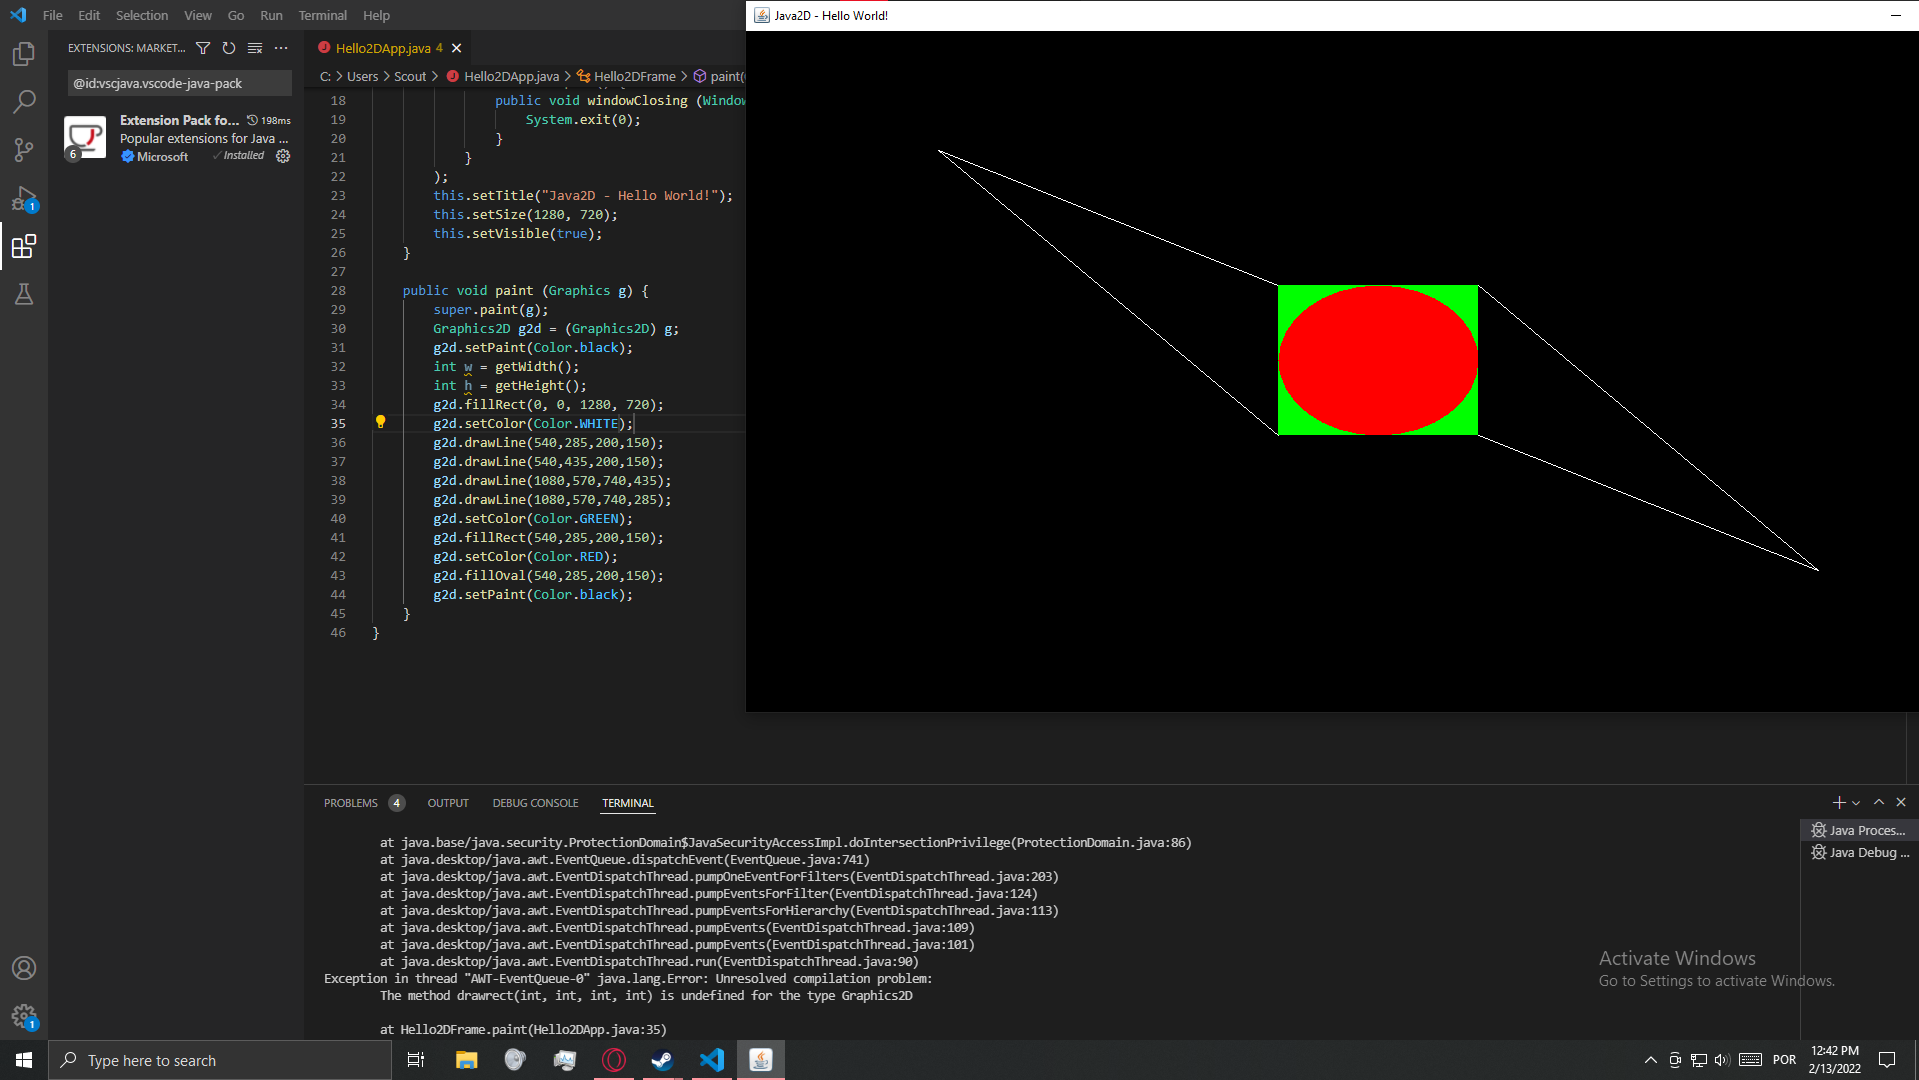 File Edit Selection View Go Run Terminal Help
Java2D - Hello World!
EXTENSIONS: MARKET...
@id:vscjava.vscode-java-pack
Extension Pack fo... 198ms
Popular extensions for Java ...
Microsoft Installed
6
1
1
Hello2DApp.java 4
C: > Users > Scout > Hello2DApp.java > Hello2DFrame > paint(
18 public void windowClosing (Window
19 System.exit(0);
20 }
21 }
22 );
23 this.setTitle("Java2D - Hello World!");
24 this.setSize(1280, 720);
25 this.setVisible(true);
26 }
27
28 public void paint (Graphics g) {
29 super.paint(g);
30 Graphics2D g2d = (Graphics2D) g;
31 g2d.setPaint(Color.black);
32 int w = getWidth();
33 int h = getHeight();
34 g2d.fillRect(0, 0, 1280, 720);
35 g2d.setColor(Color.WHITE);
36 g2d.drawLine(540,285,200,150);
37 g2d.drawLine(540,435,200,150);
38 g2d.drawLine(1080,570,740,435);
39 g2d.drawLine(1080,570,740,285);
40 g2d.setColor(Color.GREEN);
41 g2d.fillRect(540,285,200,150);
42 g2d.setColor(Color.RED);
43 g2d.fillOval(540,285,200,150);
44 g2d.setPaint(Color.black);
45 }
46 }
PROBLEMS 4 OUTPUT DEBUG CONSOLE TERMINAL
at java.base/java.security.ProtectionDomain$JavaSecurityAccessImpl.doIntersectionPrivilege(ProtectionDomain.java:86)
at java.desktop/java.awt.EventQueue.dispatchEvent(EventQueue.java:741)
at java.desktop/java.awt.EventDispatchThread.pumpOneEventForFilters(EventDispatchThread.java:203)
at java.desktop/java.awt.EventDispatchThread.pumpEventsForFilter(EventDispatchThread.java:124)
at java.desktop/java.awt.EventDispatchThread.pumpEventsForHierarchy(EventDispatchThread.java:113)
at java.desktop/java.awt.EventDispatchThread.pumpEvents(EventDispatchThread.java:109)
at java.desktop/java.awt.EventDispatchThread.pumpEvents(EventDispatchThread.java:101)
at java.desktop/java.awt.EventDispatchThread.run(EventDispatchThread.java:90)
Exception in thread "AWT-EventQueue-0" java.lang.Error: Unresolved compilation problem:
The method drawrect(int, int, int, int) is undefined for the type Graphics2D
at Hello2DFrame.paint(Hello2DApp.java:35)
Java Proces...
Java Debug ...
Activate Windows
Go to Settings to activate Windows.
Type here to search
POR
12:42 PM
2/13/2022